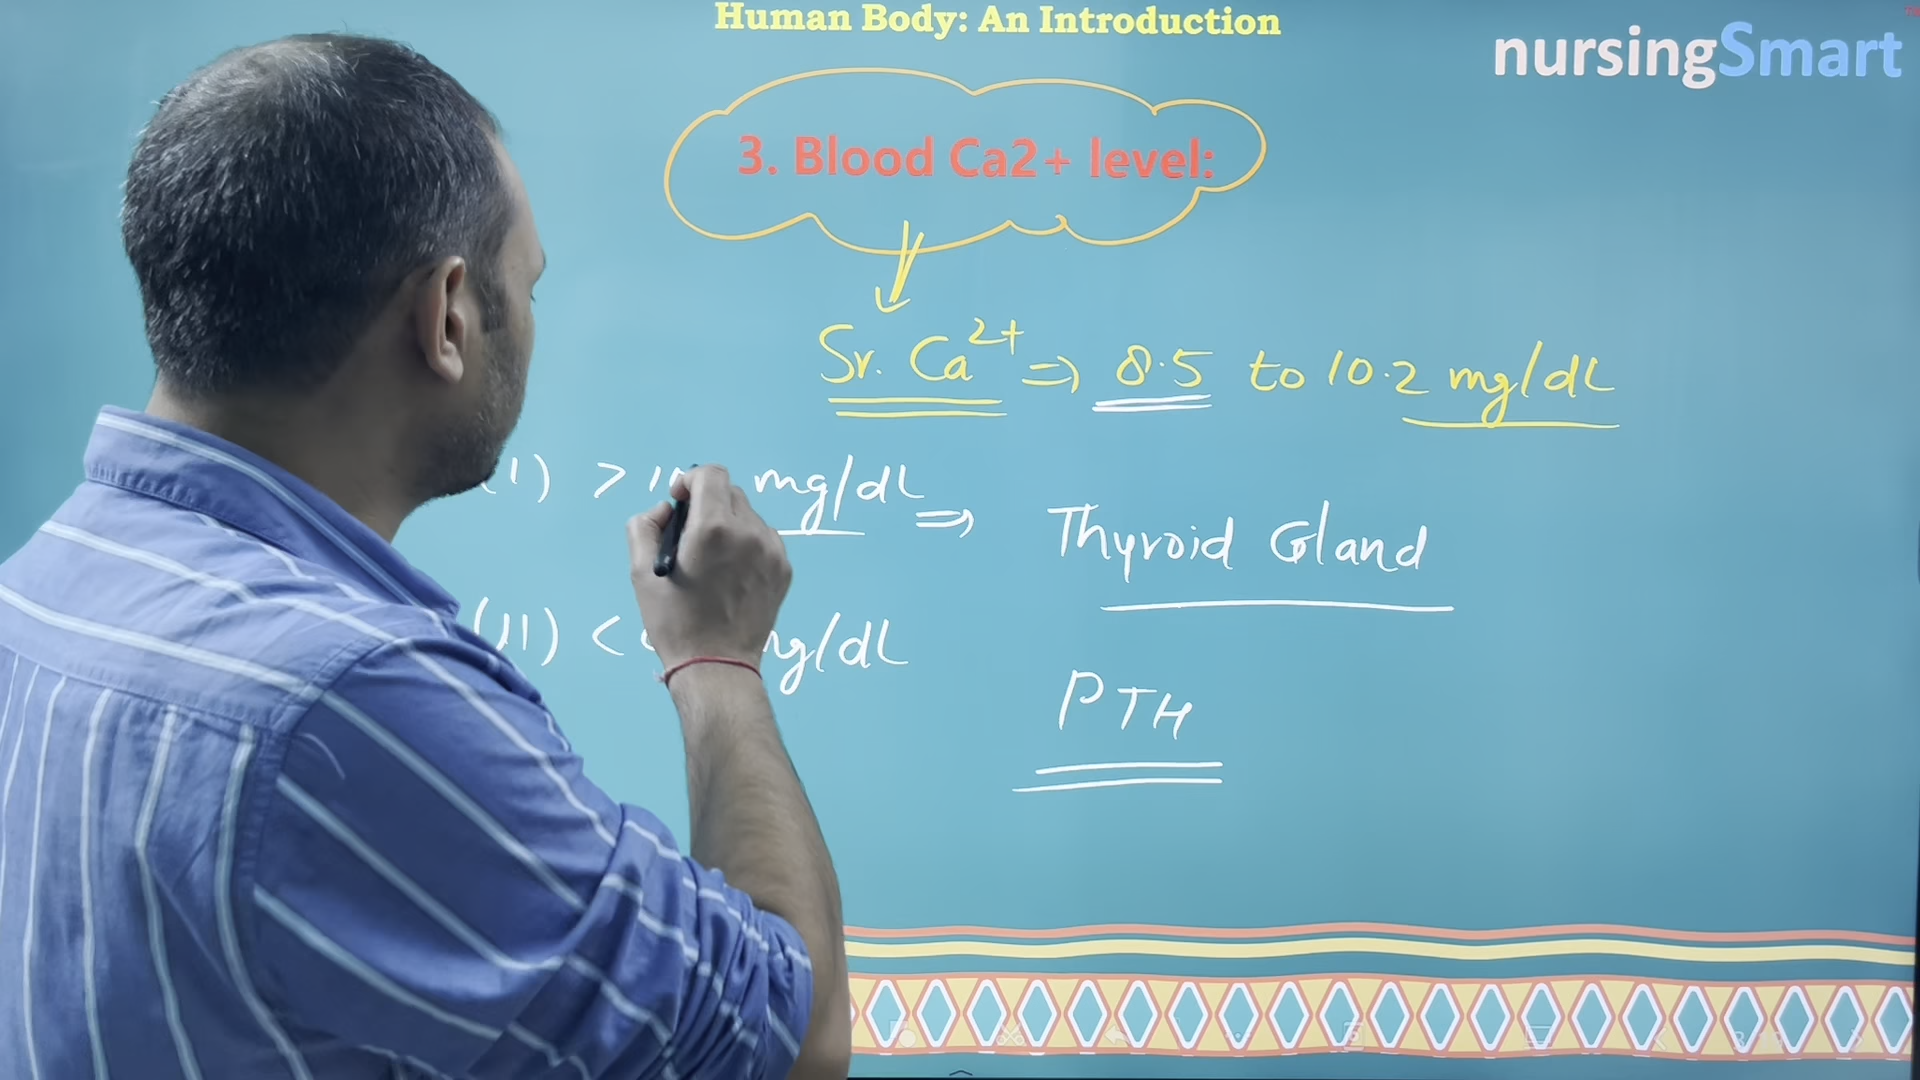 Human Body: An Introduction
nursingSmart
3. Blood Ca2+ level:
Sr. Ca2+ ⇒ 8.5 to 10.2 mg/dL
(I) > mg/dL ⇒ Thyroid Gland
(II) < mg/dL
PTH